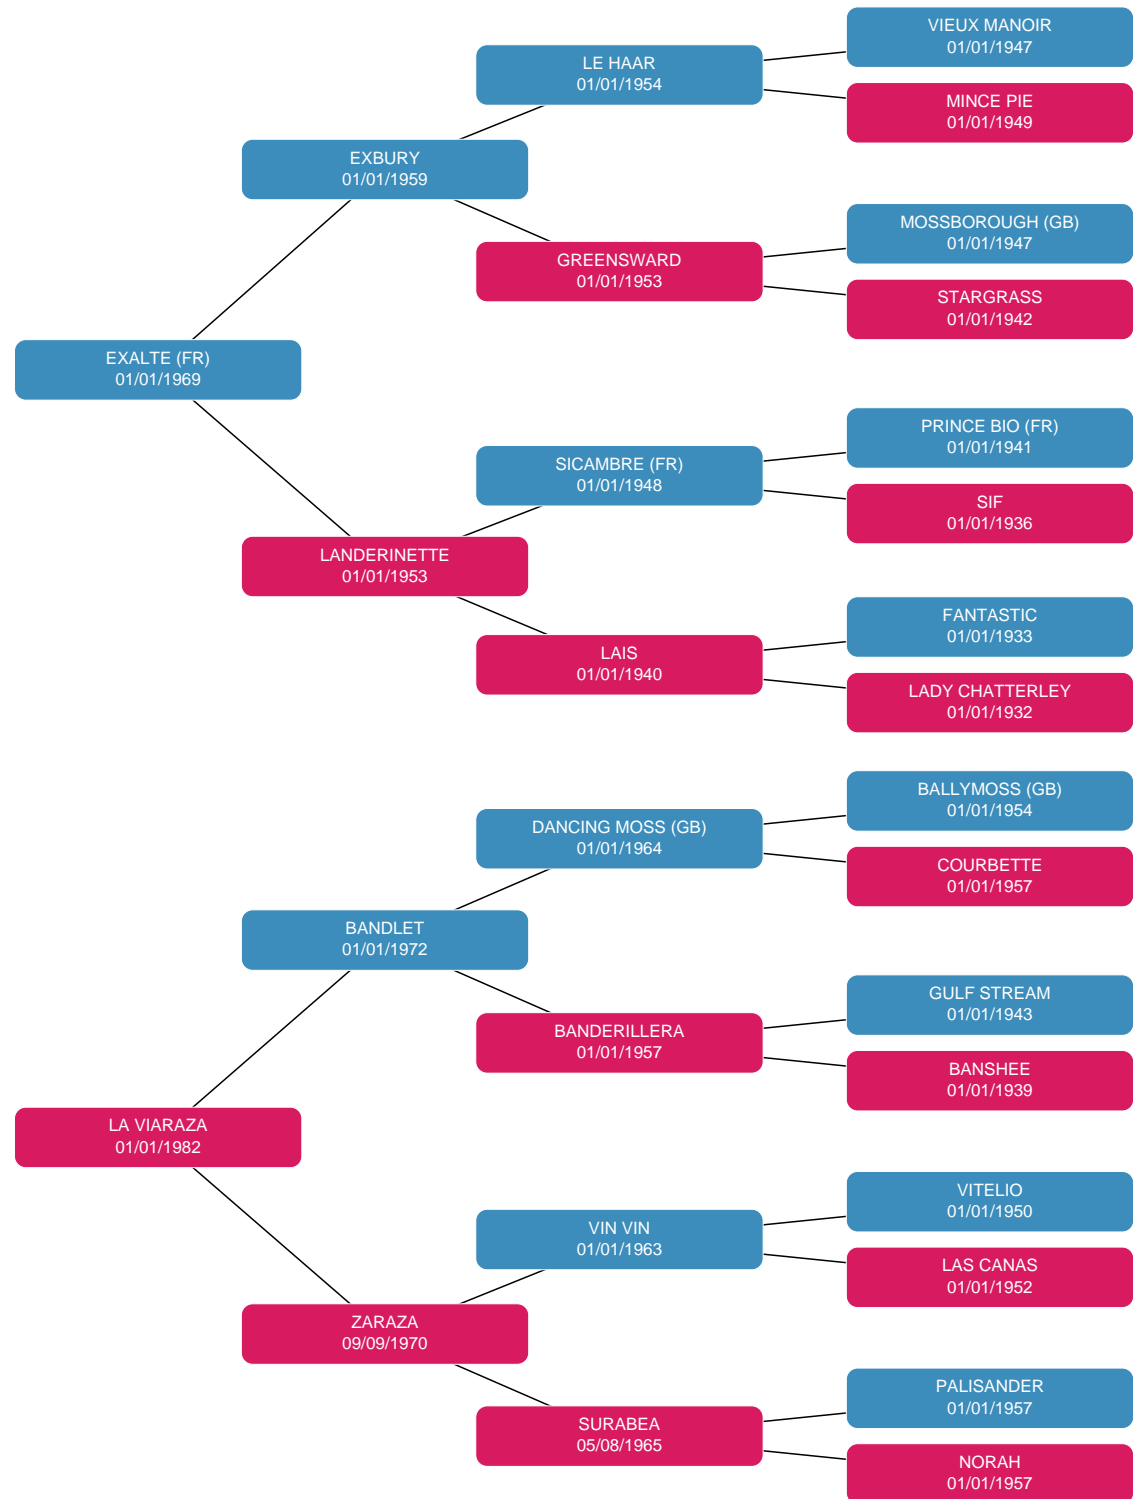 VIEUX MANOIR
01/01/1947
LE HAAR
01/01/1954
MINCE PIE
01/01/1949
EXBURY
01/01/1959
MOSSBOROUGH (GB)
01/01/1947
GREENSWARD
01/01/1953
STARGRASS
01/01/1942
EXALTE (FR)
01/01/1969
PRINCE BIO (FR)
01/01/1941
SICAMBRE (FR)
01/01/1948
SIF
01/01/1936
LANDERINETTE
01/01/1953
FANTASTIC
01/01/1933
LAIS
01/01/1940
LADY CHATTERLEY
01/01/1932
BALLYMOSS (GB)
01/01/1954
DANCING MOSS (GB)
01/01/1964
COURBETTE
01/01/1957
BANDLET
01/01/1972
GULF STREAM
01/01/1943
BANDERILLERA
01/01/1957
BANSHEE
01/01/1939
LA VIARAZA
01/01/1982
VITELIO
01/01/1950
VIN VIN
01/01/1963
LAS CANAS
01/01/1952
ZARAZA
09/09/1970
PALISANDER
01/01/1957
SURABEA
05/08/1965
NORAH
01/01/1957